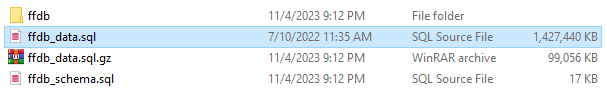 ffdb 11/4/2023 9:12 PM File folder
ffdb_data.sql 7/10/2022 11:35 AM SQL Source File 1,427,440 KB
ffdb_data.sql.gz 11/4/2023 9:12 PM WinRAR archive 99,056 KB
ffdb_schema.sql 11/4/2023 9:12 PM SQL Source File 17 KB